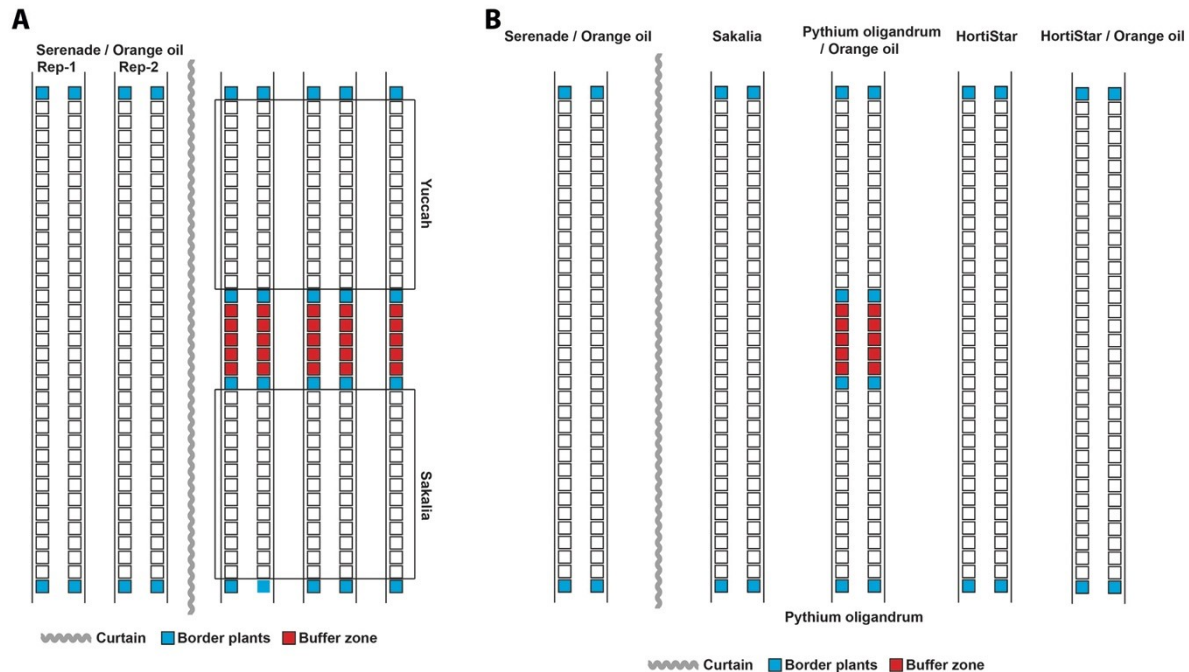 A
Serenade / Orange oil
Rep-1 Rep-2
Yuccah
Sakalia
Curtain Border plants Buffer zone
B
Serenade / Orange oil
Sakalia
Pythium oligandrum
/ Orange oil
HortiStar
HortiStar / Orange oil
Pythium oligandrum
Curtain Border plants Buffer zone